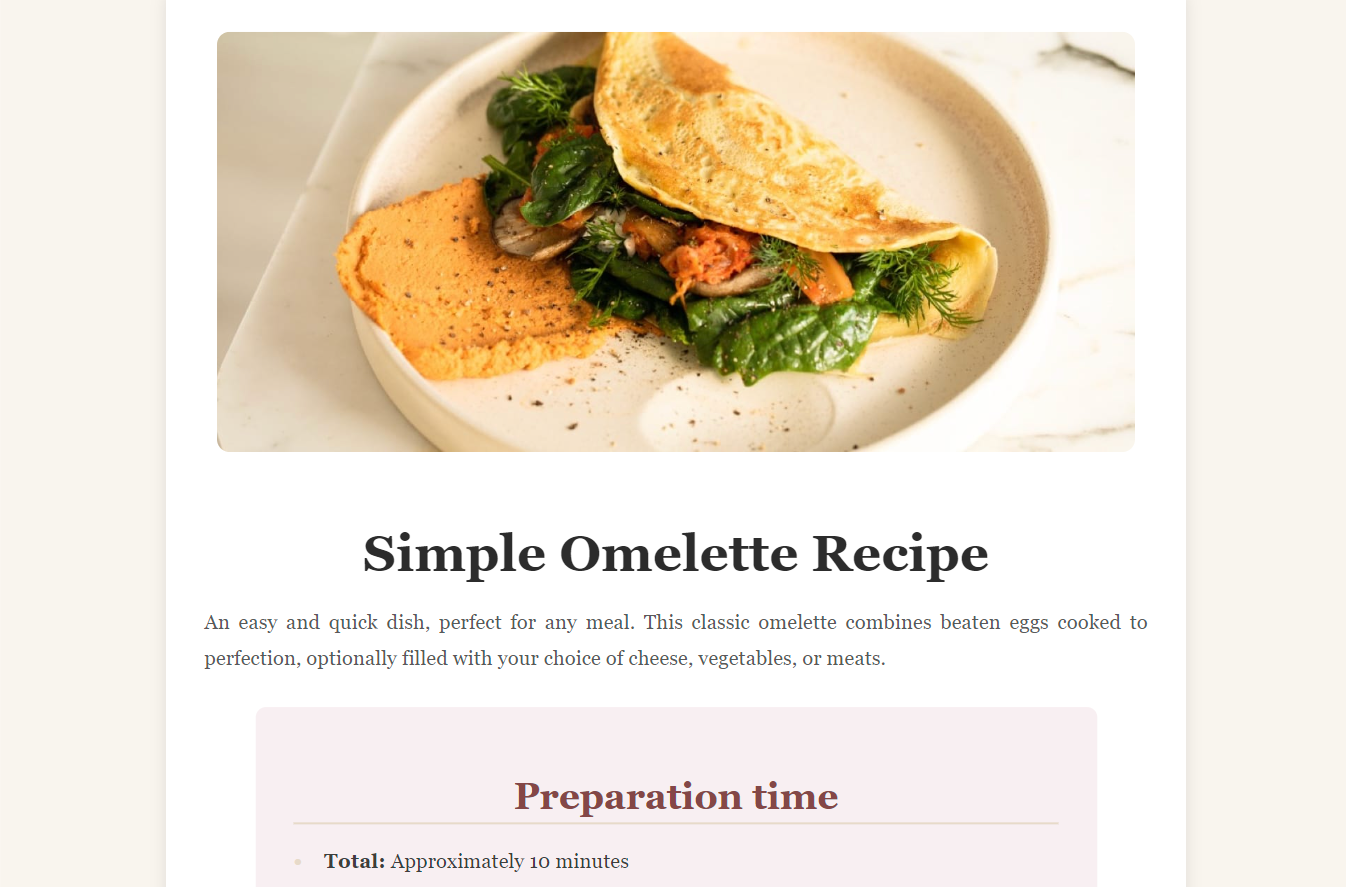 Simple Omelette Recipe
An easy and quick dish, perfect for any meal. This classic omelette combines beaten eggs cooked to
perfection, optionally filled with your choice of cheese, vegetables, or meats.
Preparation time
Total: Approximately 10 minutes